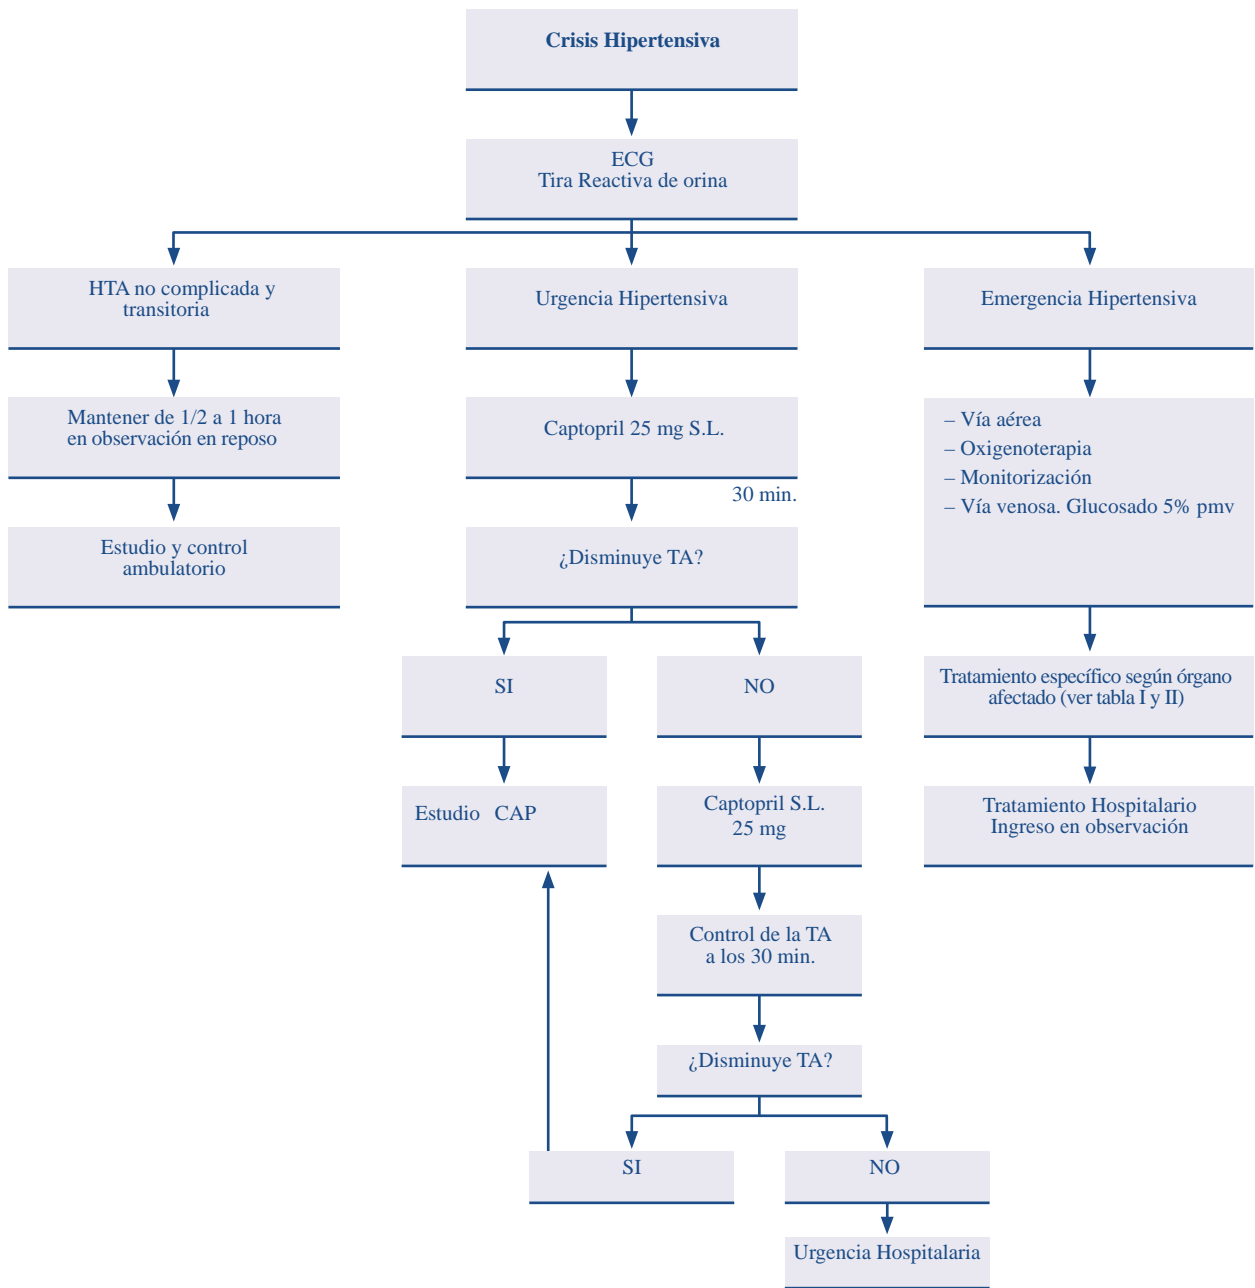 Crisis Hipertensiva
ECG
Tira Reactiva de orina
HTA no complicada y
transitoria
Urgencia Hipertensiva
Emergencia Hipertensiva
Mantener de 1/2 a 1 hora
en observación en reposo
Captopril 25 mg S.L.
– Vía aérea
– Oxigenoterapia
– Monitorización
– Vía venosa. Glucosado 5% pmv
30 min.
Estudio y control
ambulatorio
¿Disminuye TA?
SI
NO
Tratamiento específico según órgano
afectado (ver tabla I y II)
Estudio CAP
Captopril S.L.
25 mg
Tratamiento Hospitalario
Ingreso en observación
Control de la TA
a los 30 min.
¿Disminuye TA?
SI
NO
Urgencia Hospitalaria